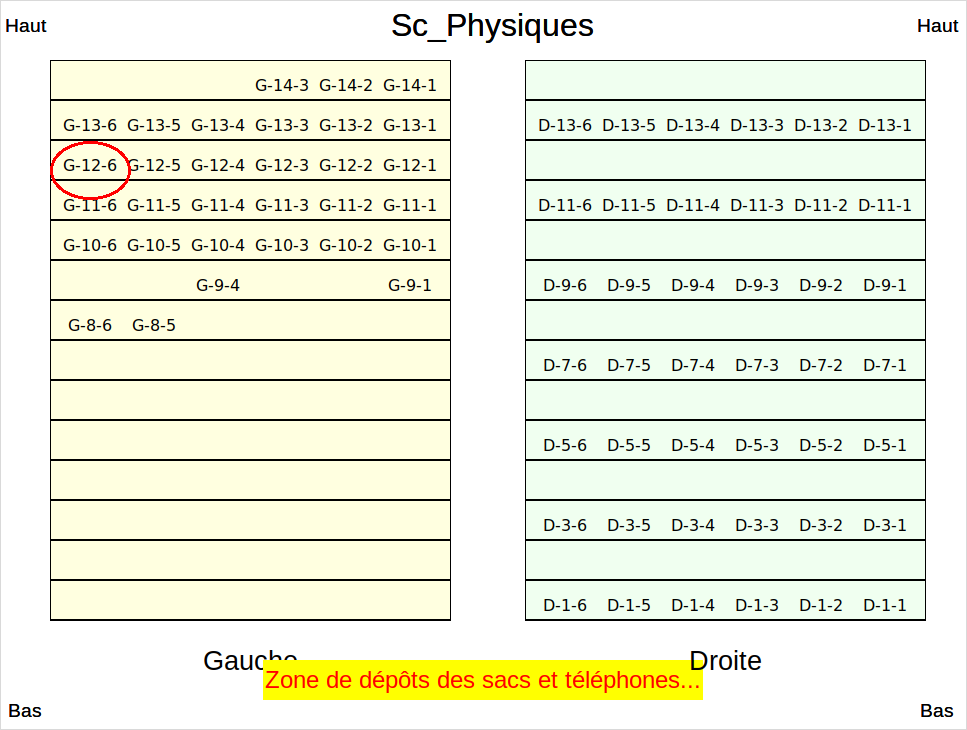 Haut Sc_Physiques Haut
G-14-3 G-14-2 G-14-1
G-13-6 G-13-5 G-13-4 G-13-3 G-13-2 G-13-1 D-13-6 D-13-5 D-13-4 D-13-3 D-13-2 D-13-1
G-12-6 G-12-5 G-12-4 G-12-3 G-12-2 G-12-1
G-11-6 G-11-5 G-11-4 G-11-3 G-11-2 G-11-1 D-11-6 D-11-5 D-11-4 D-11-3 D-11-2 D-11-1
G-10-6 G-10-5 G-10-4 G-10-3 G-10-2 G-10-1
G-9-4 G-9-1 D-9-6 D-9-5 D-9-4 D-9-3 D-9-2 D-9-1
G-8-6 G-8-5
D-7-6 D-7-5 D-7-4 D-7-3 D-7-2 D-7-1
D-5-6 D-5-5 D-5-4 D-5-3 D-5-2 D-5-1
D-3-6 D-3-5 D-3-4 D-3-3 D-3-2 D-3-1
D-1-6 D-1-5 D-1-4 D-1-3 D-1-2 D-1-1
Gauche Droite
Zone de dépôts des sacs et téléphones...
Bas Bas